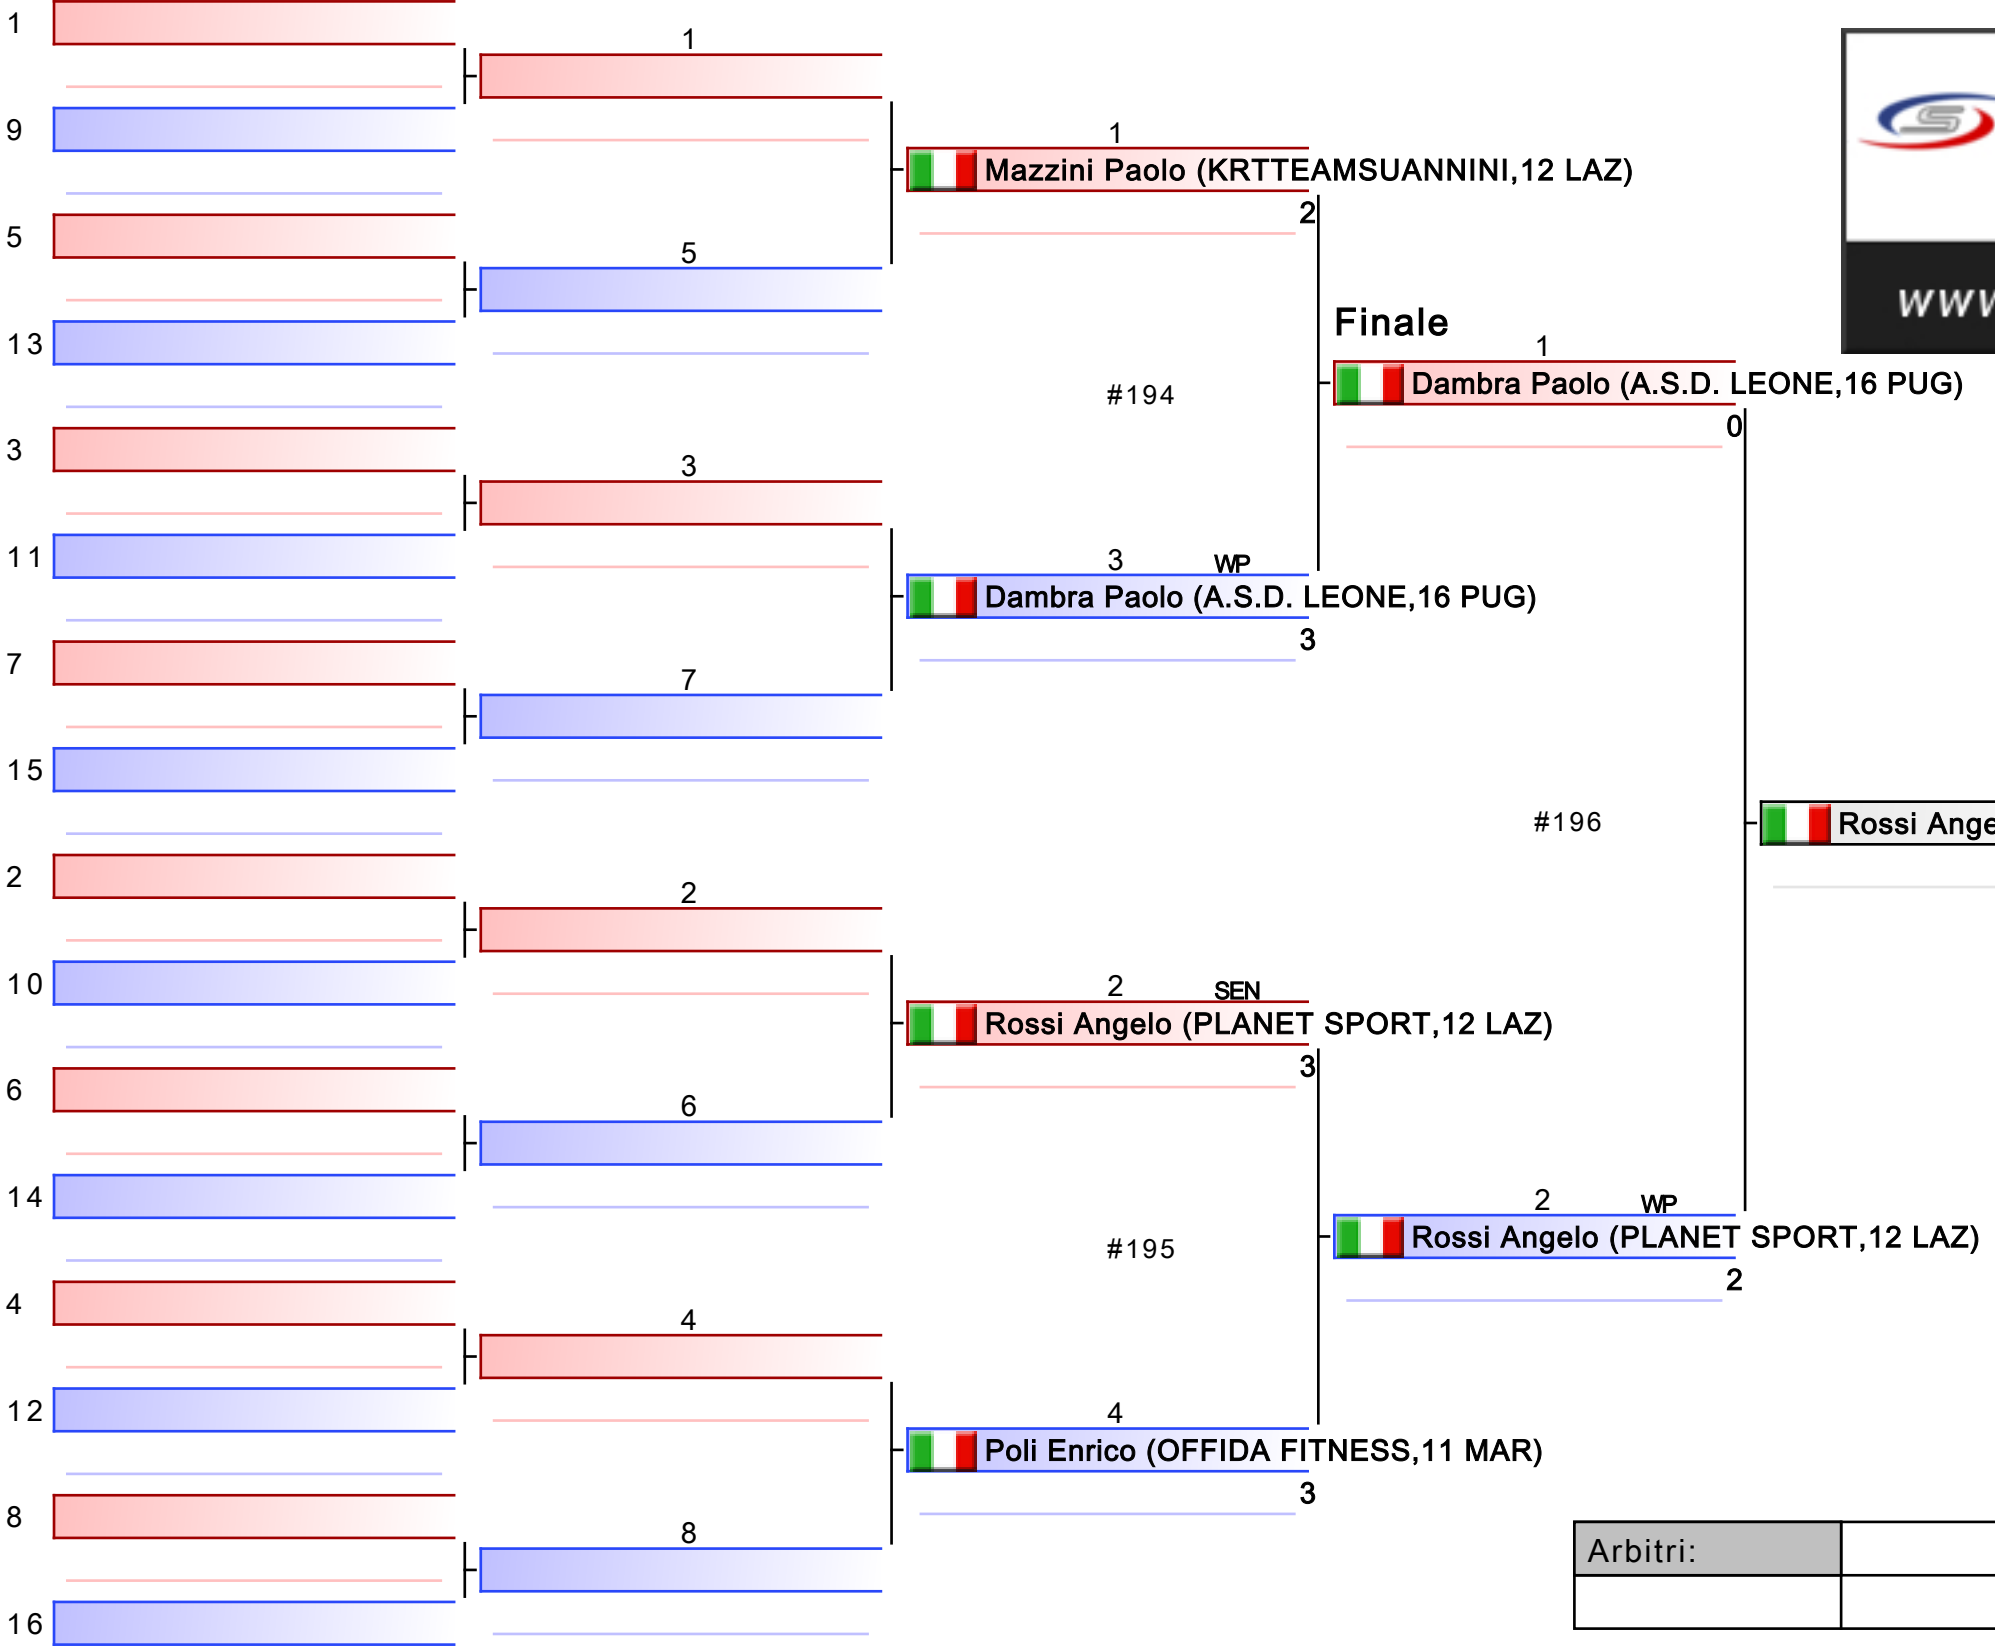 1
9
5
13
3
11
7
15
2
10
6
14
4
12
8
16
1
5
3
7
2
6
4
8
1
Mazzini Paolo (KRTTEAMSUANNINI,12 LAZ)
2
#194
3 WP
Dambra Paolo (A.S.D. LEONE,16 PUG)
3
2 SEN
Rossi Angelo (PLANET SPORT,12 LAZ)
3
#195
4
Poli Enrico (OFFIDA FITNESS,11 MAR)
3
Finale
1
Dambra Paolo (A.S.D. LEONE,16 PUG)
0
#196
2 WP
Rossi Angelo (PLANET SPORT,12 LAZ)
2
Rossi Ange
S
www
Arbitri: